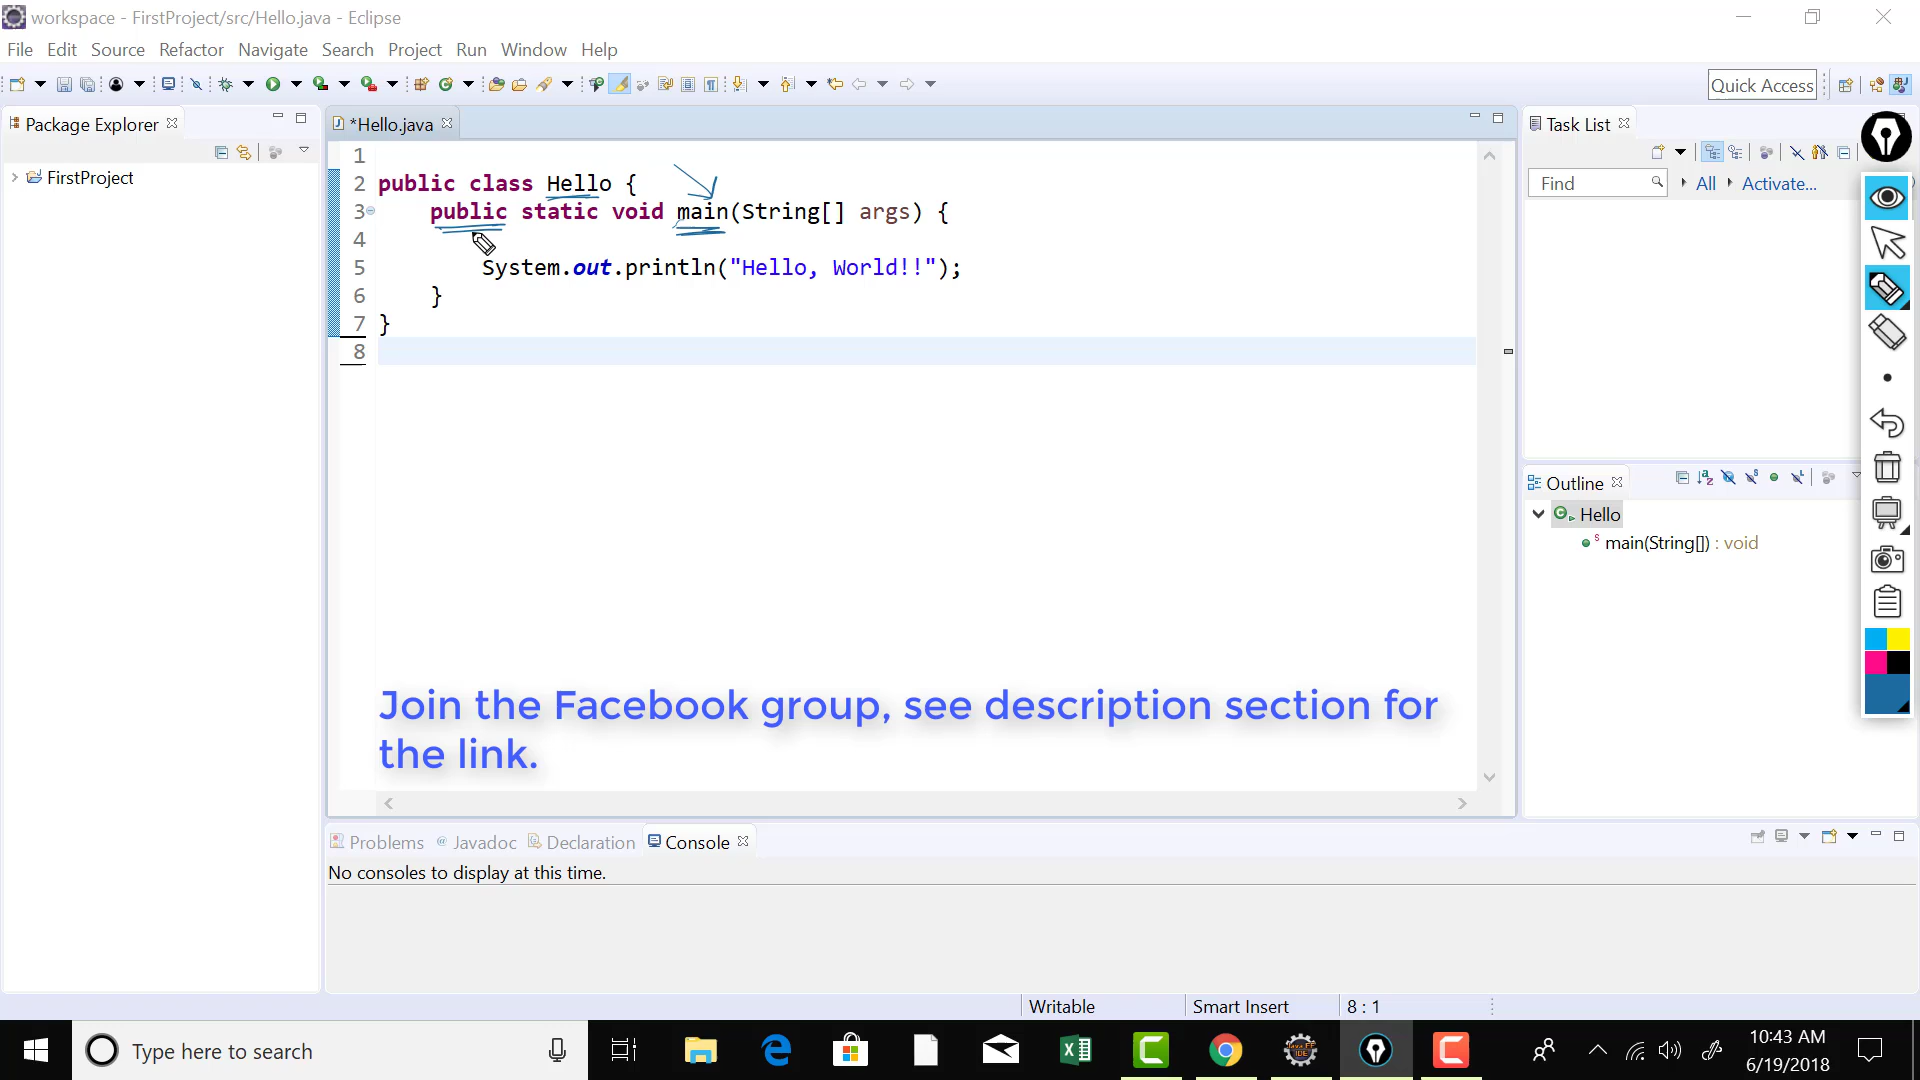 workspace - FirstProject/src/Hello.java - Eclipse
File Edit Source Refactor Navigate Search Project Run Window Help
Quick Access
Package Explorer
*Hello.java
Task List
FirstProject
Find
All
Activate...
1
2 public class Hello {
3 public static void main(String[] args) {
4
5 System.out.println("Hello, World!!");
6 }
7 }
8
Outline
Hello
main(String[]) : void
Join the Facebook group, see description section for
the link.
Problems @ Javadoc Declaration Console
No consoles to display at this time.
Writable Smart Insert 8 : 1
Type here to search
10:43 AM
6/19/2018